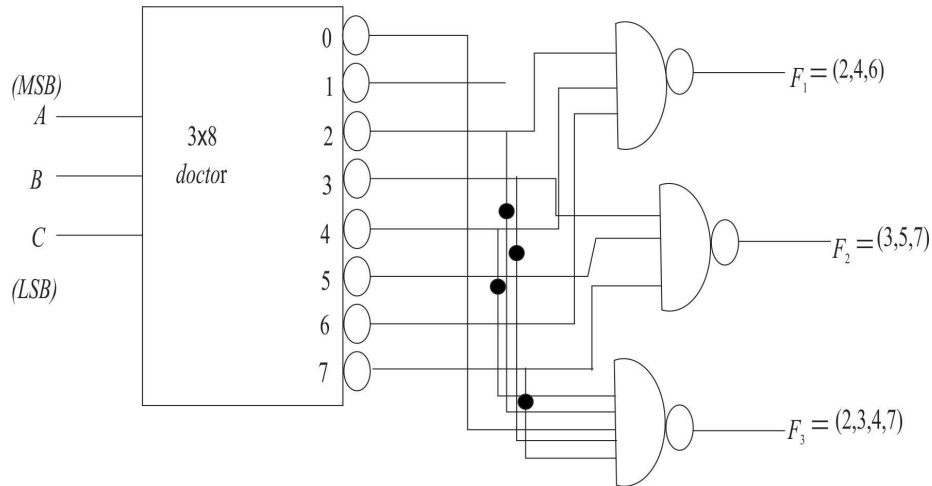 (MSB)
A
B
C
(LSB)
3x8
doctor
0
1
2
3
4
5
6
7
F₁ = (2,4,6)
F₂ = (3,5,7)
F₃ = (2,3,4,7)